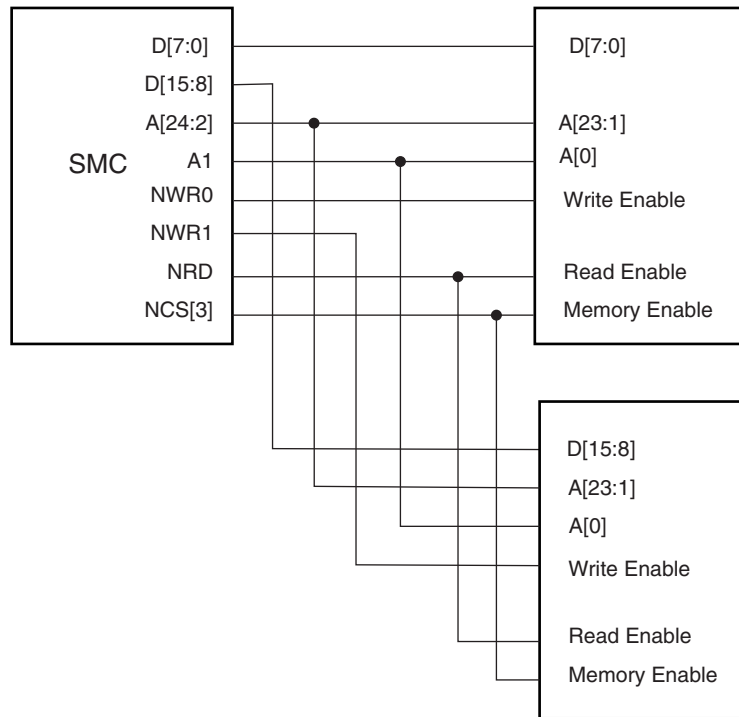 D[7:0] D[7:0]
D[15:8]
A[24:2] A[23:1]
SMC A1 A[0]
NWR0 Write Enable
NWR1
NRD Read Enable
NCS[3] Memory Enable
D[15:8]
A[23:1]
A[0]
Write Enable
Read Enable
Memory Enable